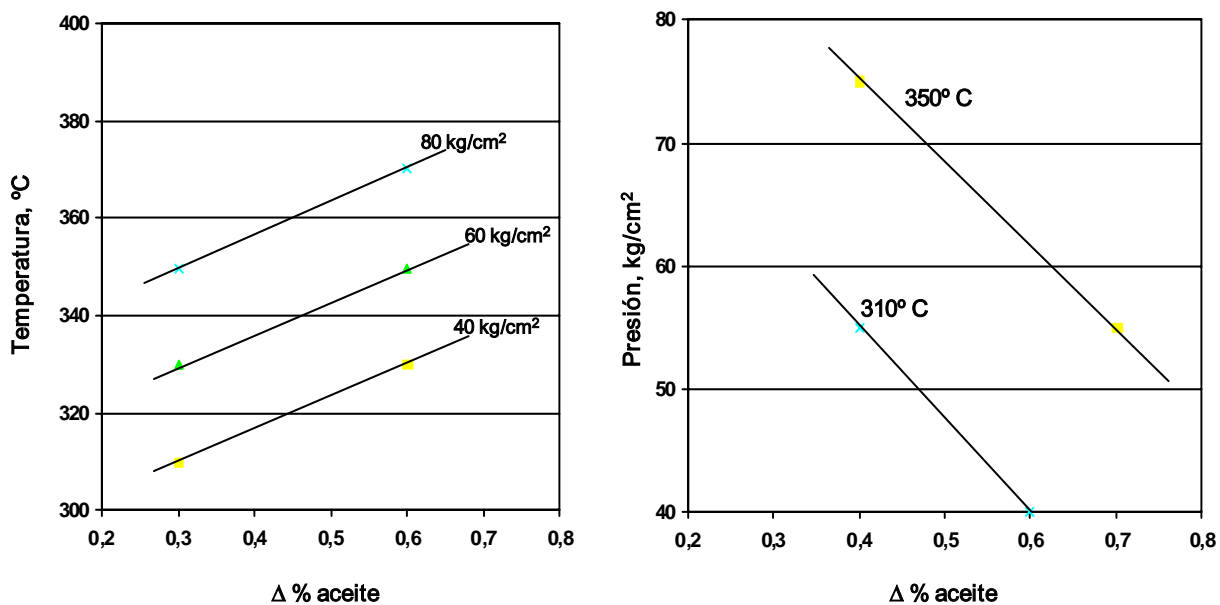 400
380
360
340
320
300
Temperatura, ºC
80 kg/cm²
60 kg/cm²
40 kg/cm²
0,2 0,3 0,4 0,5 0,6 0,7 0,8
Δ % aceite
80
70
60
50
40
Presión, kg/cm²
350º C
310º C
0,2 0,3 0,4 0,5 0,6 0,7 0,8
Δ % aceite